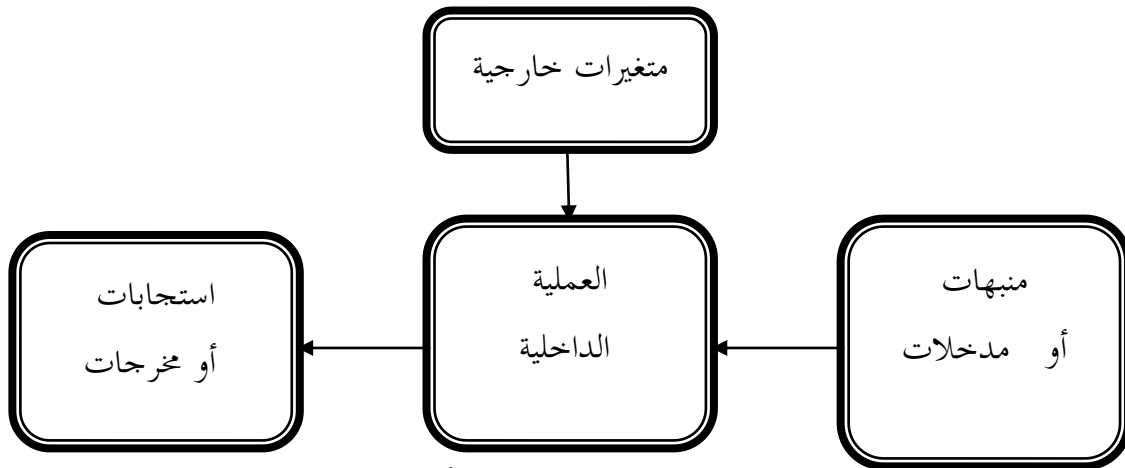 متغيرات خارجية
منبهات
أو مدخلات
العملية
الداخلية
استجابات
أو مخرجات